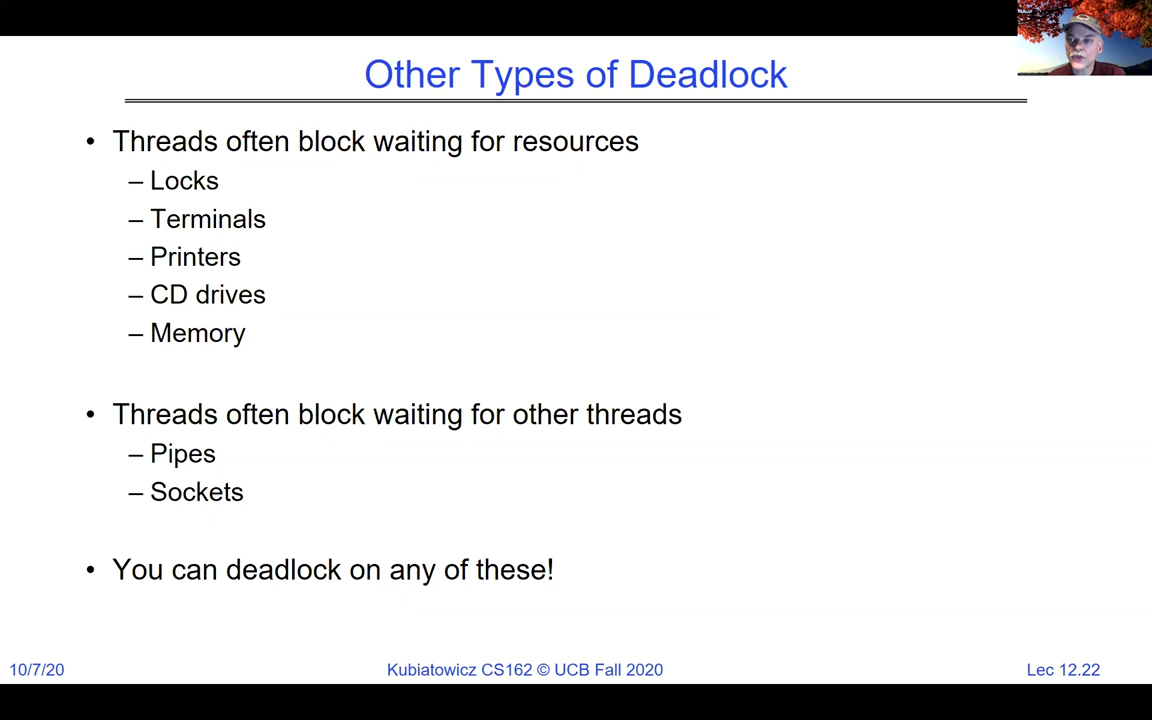 Other Types of Deadlock
• Threads often block waiting for resources
– Locks
– Terminals
– Printers
– CD drives
– Memory
• Threads often block waiting for other threads
– Pipes
– Sockets
• You can deadlock on any of these!
10/7/20 Kubiatowicz CS162 © UCB Fall 2020 Lec 12.22